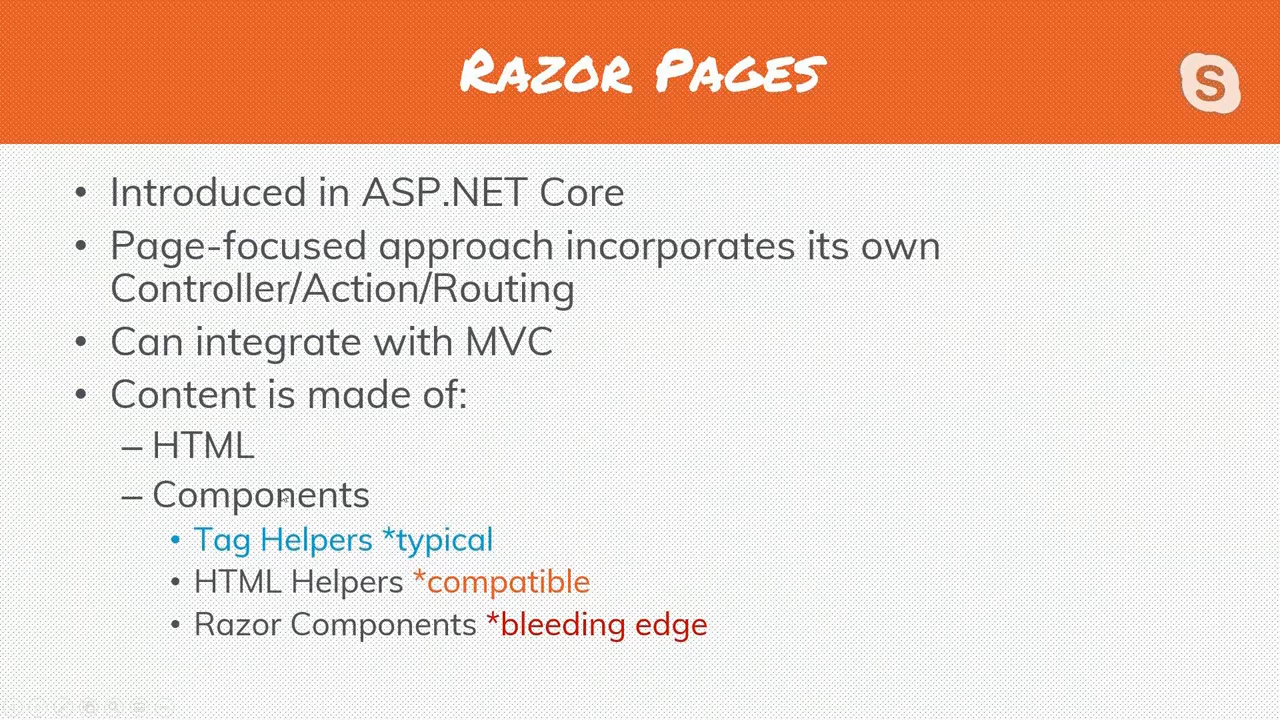 Razor Pages
S
• Introduced in ASP.NET Core
• Page-focused approach incorporates its own
Controller/Action/Routing
• Can integrate with MVC
• Content is made of:
– HTML
– Components
• Tag Helpers *typical
• HTML Helpers *compatible
• Razor Components *bleeding edge